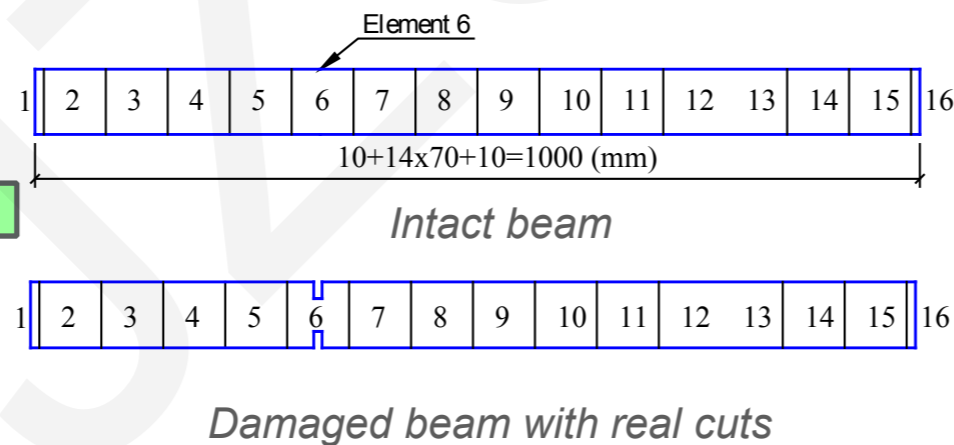 Element 6
1 2 3 4 5 6 7 8 9 10 11 12 13 14 15 16
10+14x70+10=1000 (mm)
Intact beam
1 2 3 4 5 6 7 8 9 10 11 12 13 14 15 16
Damaged beam with real cuts